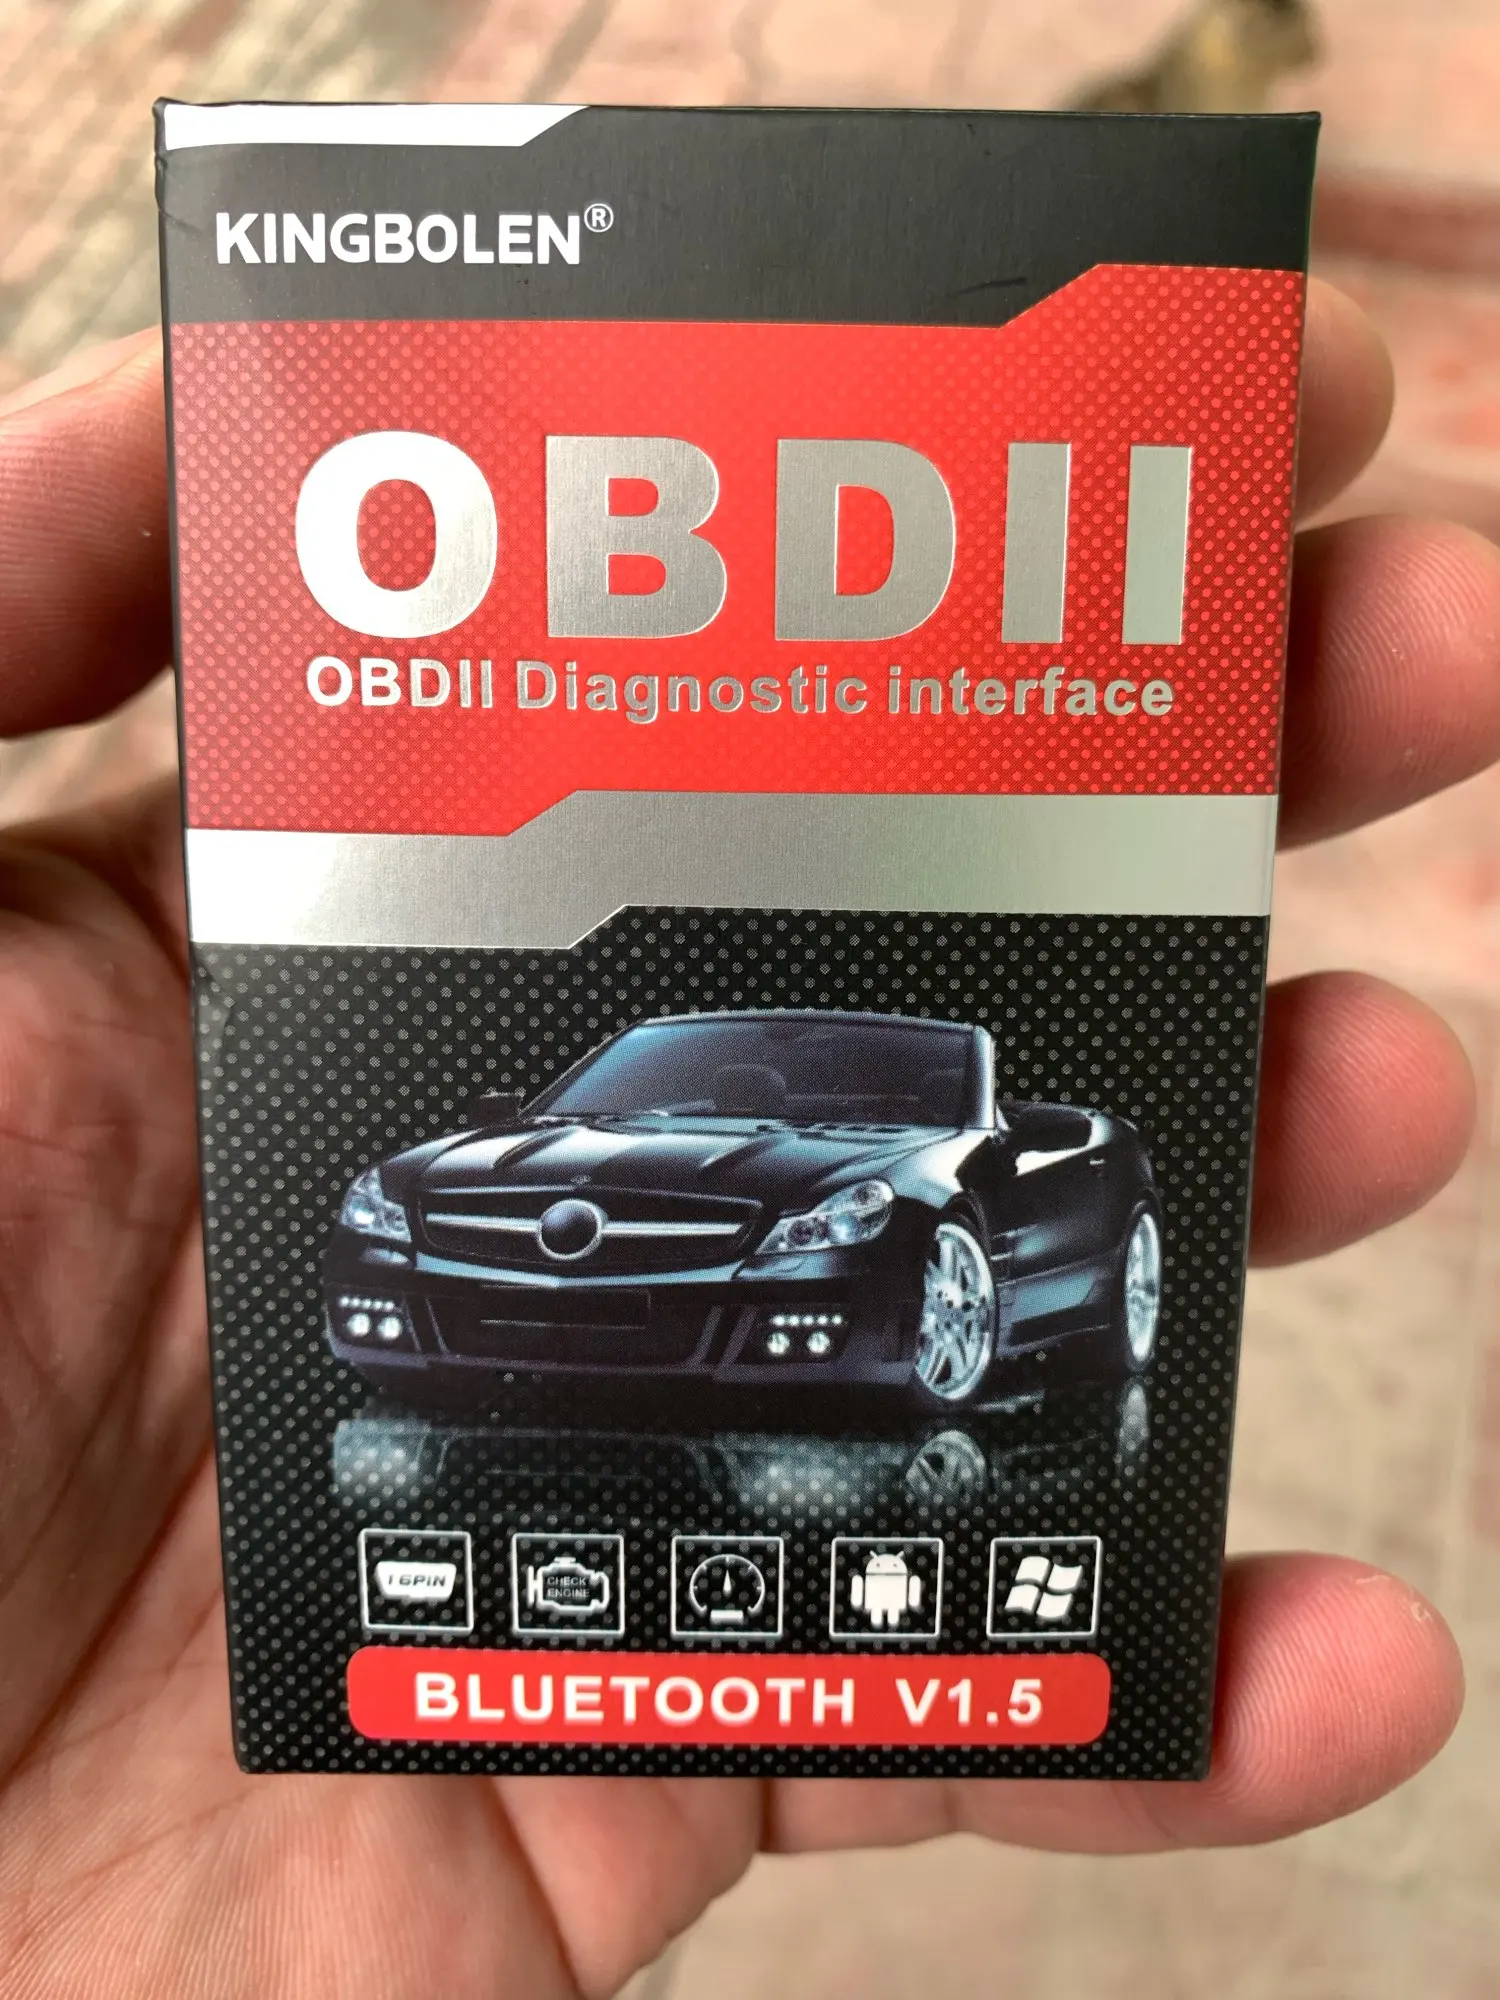 KINGBOLEN®
OBDII
OBDII Diagnostic interface
16PIN
CHECK
ENGINE
BLUETOOTH V1.5